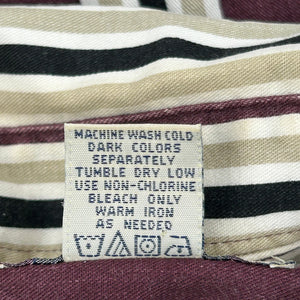 MACHINE WASH COLD
DARK COLORS
SEPARATELY
TUMBLE DRY LOW
USE NON-CHLORINE
BLEACH ONLY
WARM IRON
AS NEEDED